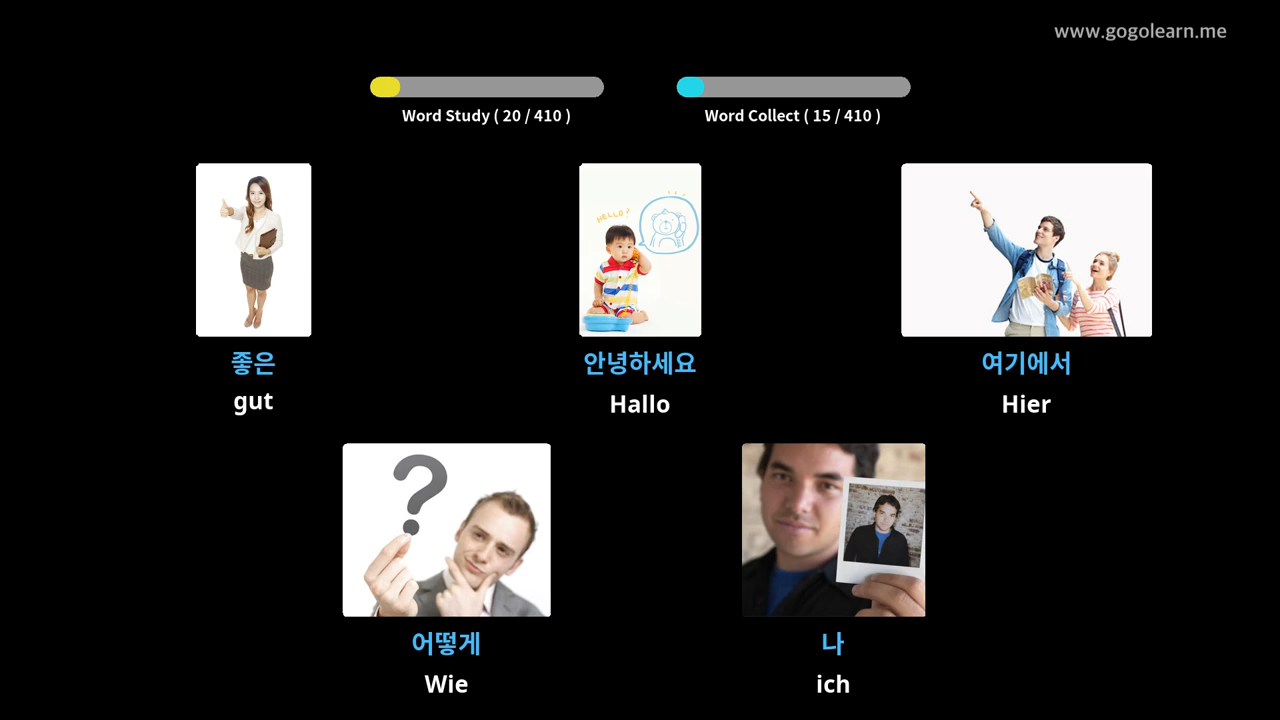 www.gogolearn.me
Word Study ( 20 / 410 )
Word Collect ( 15 / 410 )
HELLO?
좋은
안녕하세요
여기에서
gut
Hallo
Hier
어떻게
나
Wie
ich